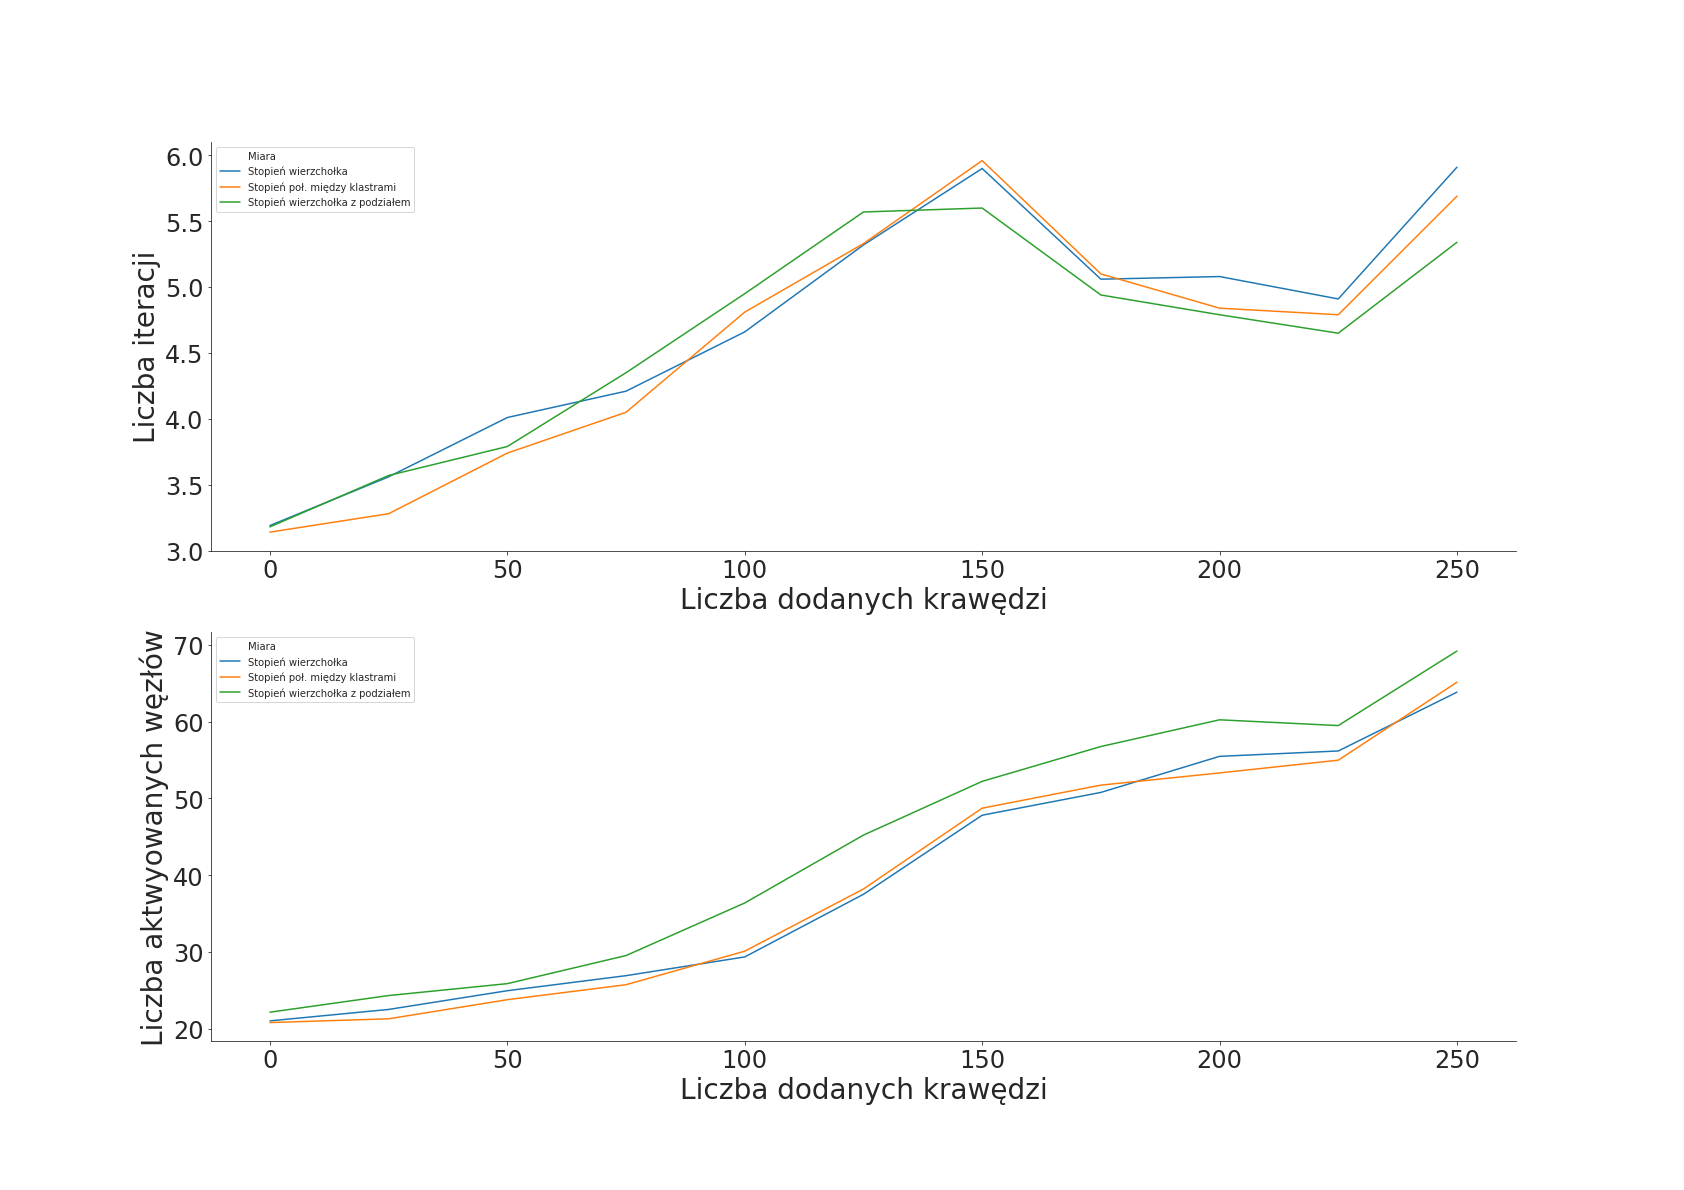 6.0
5.5
5.0
4.5
4.0
3.5
3.0
Liczba iteracji
Miara
Stopień wierzchołka
Stopień poł. między klastrami
Stopień wierzchołka z podziałem
0 50 100 150 200 250
Liczba dodanych krawędzi
70
60
50
40
30
20
Liczba aktwyowanych węzłów
Miara
Stopień wierzchołka
Stopień poł. między klastrami
Stopień wierzchołka z podziałem
0 50 100 150 200 250
Liczba dodanych krawędzi